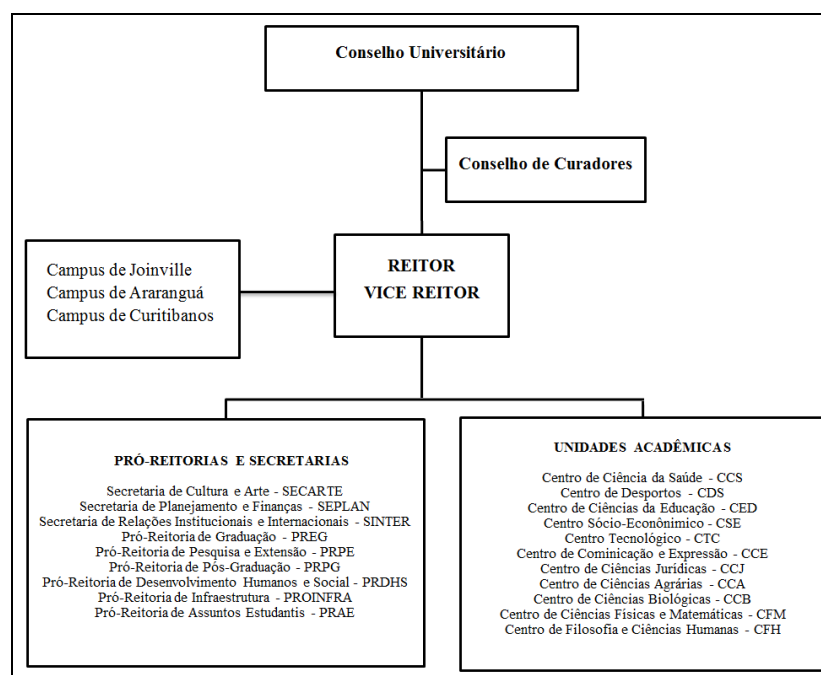 Conselho Universitário
Conselho de Curadores
Campus de Joinville
Campus de Araranguá
Campus de Curitibanos
REITOR
VICE REITOR
PRÓ-REITORIAS E SECRETARIAS
Secretaria de Cultura e Arte - SECARTE
Secretaria de Planejamento e Finanças - SEPLAN
Secretaria de Relações Institucionais e Internacionais - SINTER
Pró-Reitoria de Graduação - PREG
Pró-Reitoria de Pesquisa e Extensão - PRPE
Pró-Reitoria de Pós-Graduação - PRPG
Pró-Reitoria de Desenvolvimento Humanos e Social - PRDHS
Pró-Reitoria de Infraestrutura - PROINFRA
Pró-Reitoria de Assuntos Estudantis - PRAE
UNIDADES ACADÊMICAS
Centro de Ciência da Saúde - CCS
Centro de Desportos - CDS
Centro de Ciências da Educação - CED
Centro Sócio-Econônimico - CSE
Centro Tecnológico - CTC
Centro de Cominicação e Expressão - CCE
Centro de Ciências Jurídicas - CCJ
Centro de Ciências Agrárias - CCA
Centro de Ciências Biológicas - CCB
Centro de Ciências Físicas e Matemáticas - CFM
Centro de Filosofia e Ciências Humanas - CFH